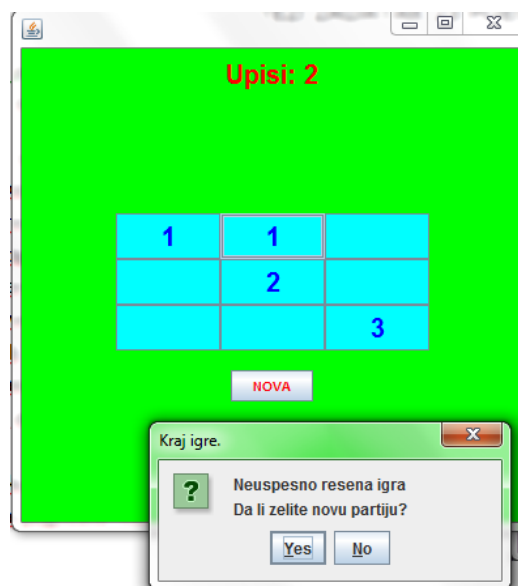 Upisi: 2
1 1
2
3
NOVA
Kraj igre.
Neuspesno resena igra
Da li zelite novu partiju?
Yes No